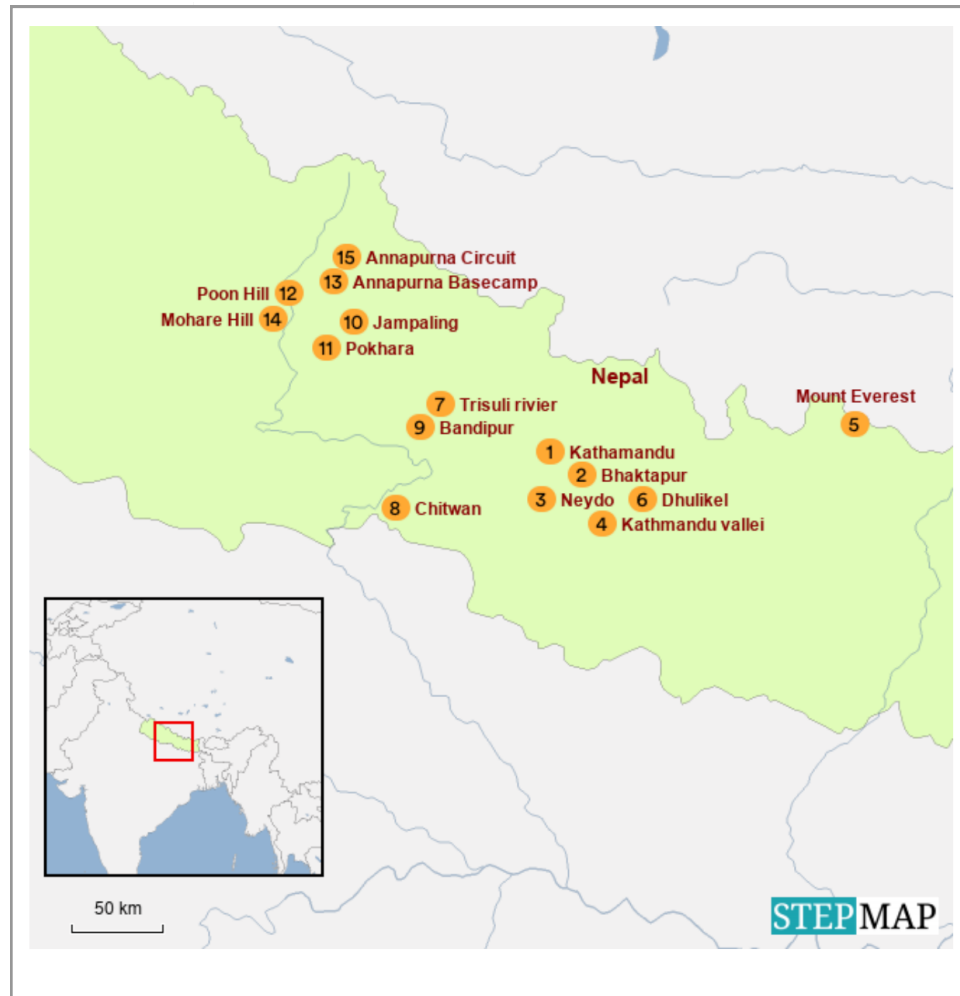 15 Annapurna Circuit
13 Annapurna Basecamp
Poon Hill 12
Mohare Hill 14
10 Jampaling
11 Pokhara
Nepal
Mount Everest
5
7 Trisuli rivier
9 Bandipur
1 Kathamandu
2 Bhaktapur
3 Neydo
6 Dhulikel
8 Chitwan
4 Kathmandu vallei
50 km
STEPMAP